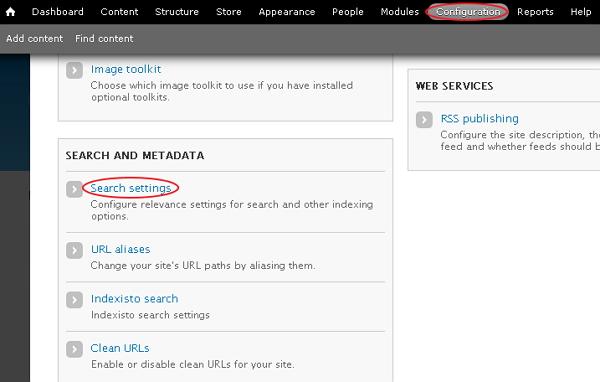 Dashboard Content Structure Store Appearance People Modules Configuration Reports Help
Add content Find content
Image toolkit
Choose which image toolkit to use if you have installed
optional toolkits.
SEARCH AND METADATA
Search settings
Configure relevance settings for search and other indexing
options.
URL aliases
Change your site's URL paths by aliasing them.
Indexisto search
Indexisto search settings
Clean URLs
Enable or disable clean URLs for your site.
WEB SERVICES
RSS publishing
Configure the site description, the
feed and whether feeds should b